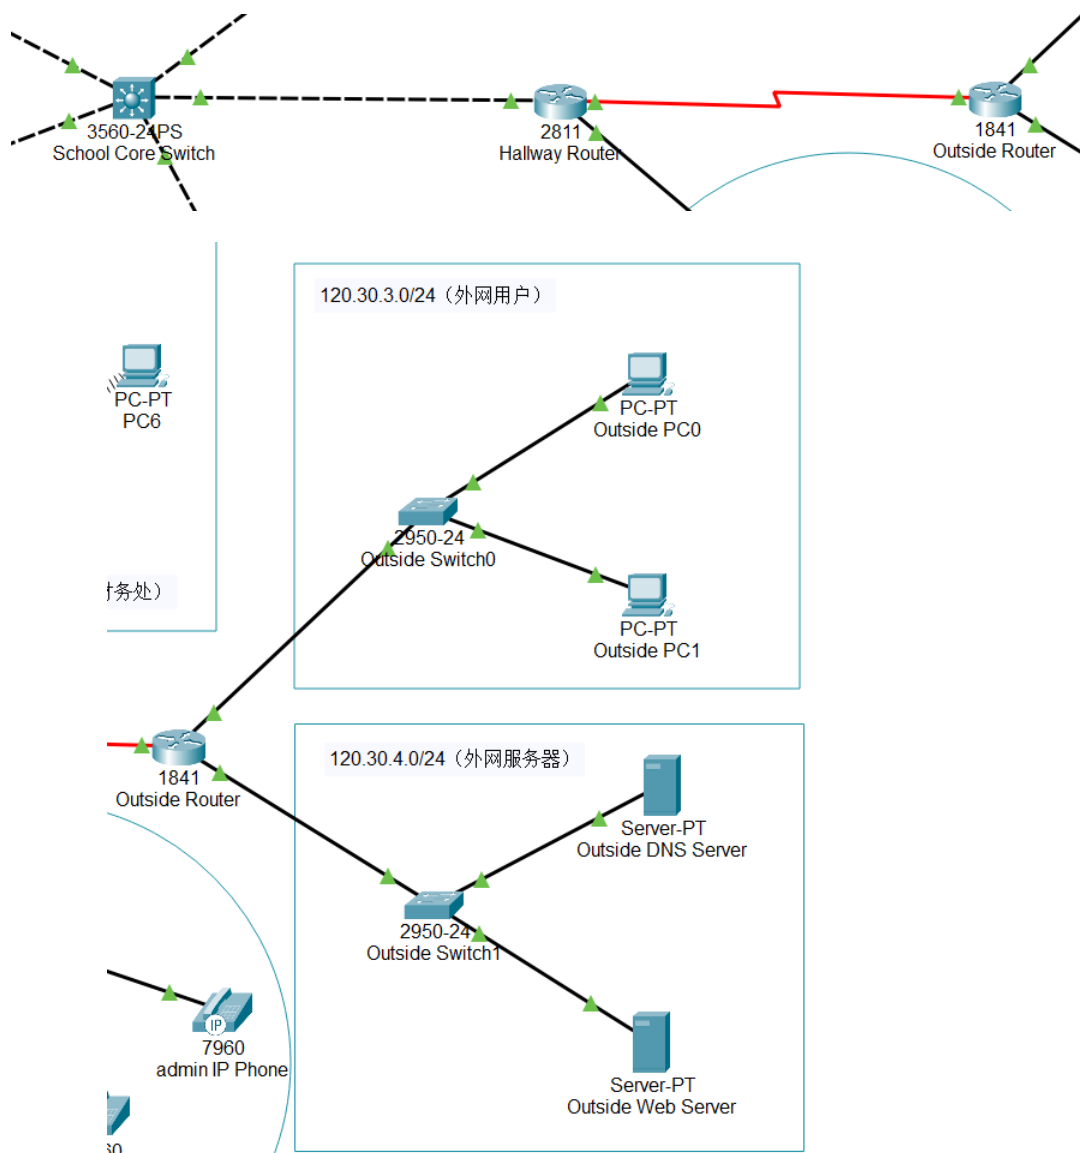 3560-24PS
School Core Switch
2811
Hallway Router
1841
Outside Router
120.30.3.0/24（外网用户）
PC-PT
PC6
PC-PT
Outside PC0
2950-24
Outside Switch0
PC-PT
Outside PC1
务处）
1841
Outside Router
120.30.4.0/24（外网服务器）
Server-PT
Outside DNS Server
2950-24
Outside Switch1
IP
7960
admin IP Phone
Server-PT
Outside Web Server